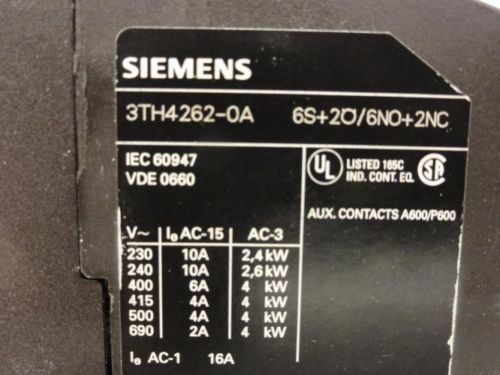 SIEMENS
3TH4262-0A 6S+2Ö/6NO+2NC
IEC 60947
VDE 0660
UL LISTED 165C
IND. CONT. EQ. SA
AUX. CONTACTS A600/P600
V~ Ie AC-15 AC-3
230 10A 2,4 kW
240 10A 2,6 kW
400 6A 4 kW
415 4A 4 kW
500 4A 4 kW
690 2A 4 kW
Ie AC-1 16A